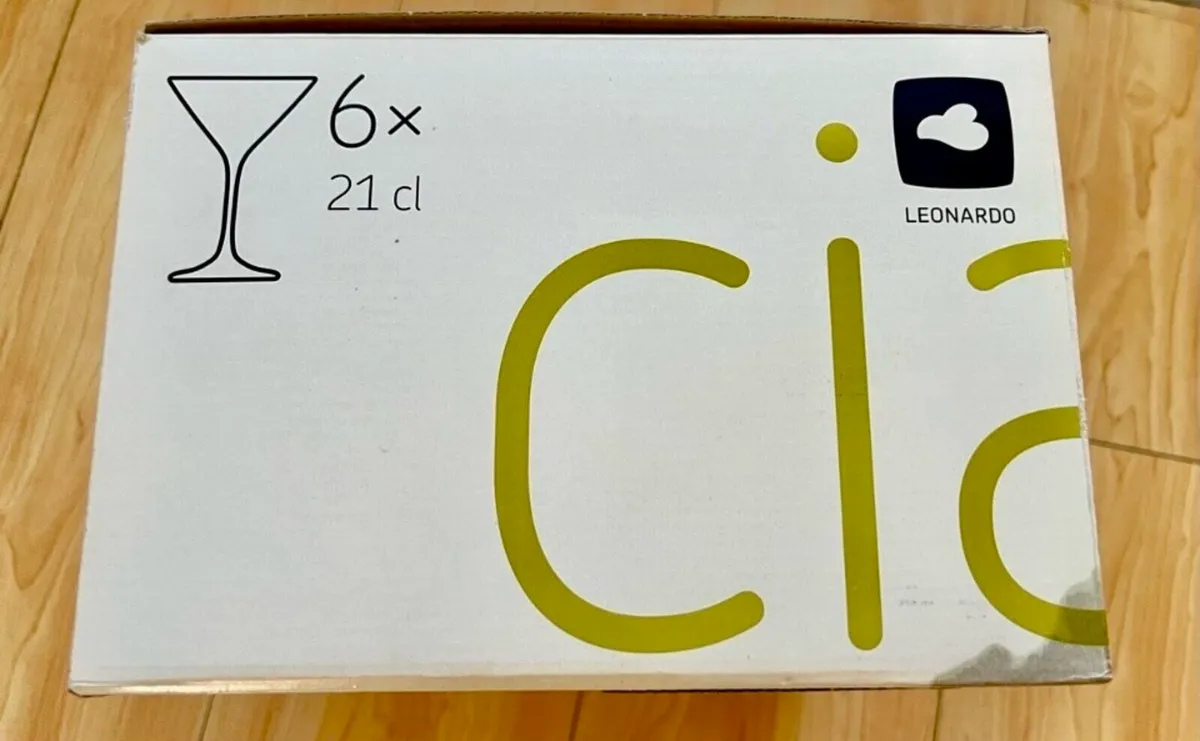 6×
21 cl
LEONARDO
cia